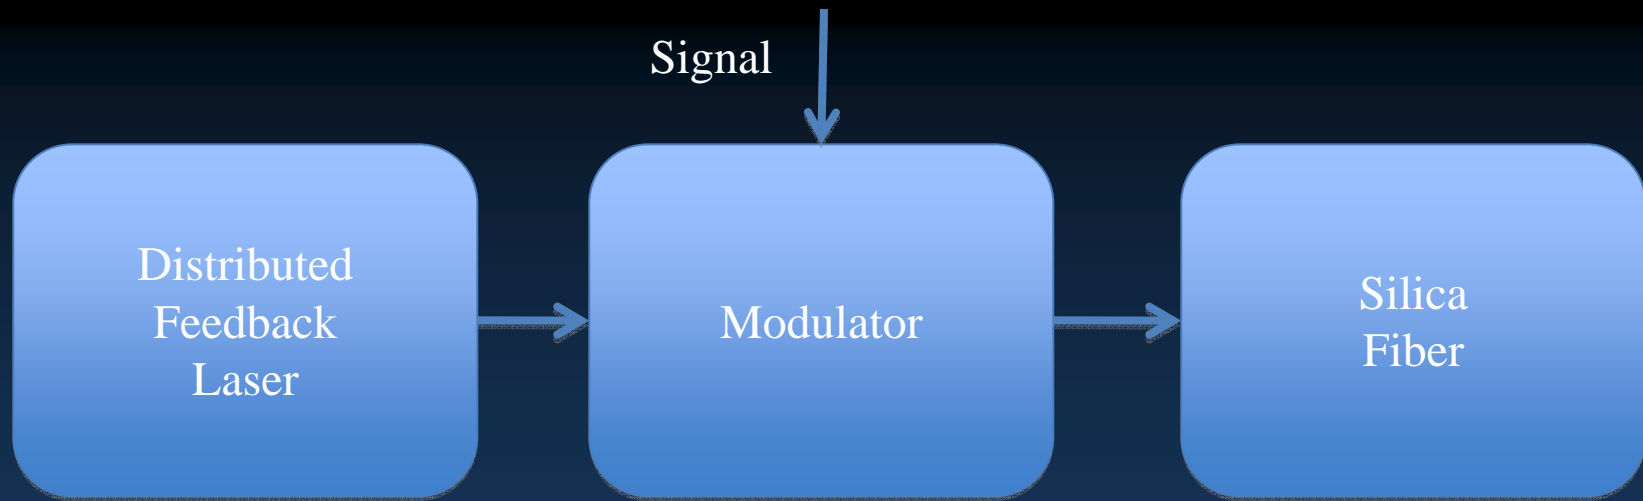 Signal
Distributed
Feedback
Laser
Modulator
Silica
Fiber